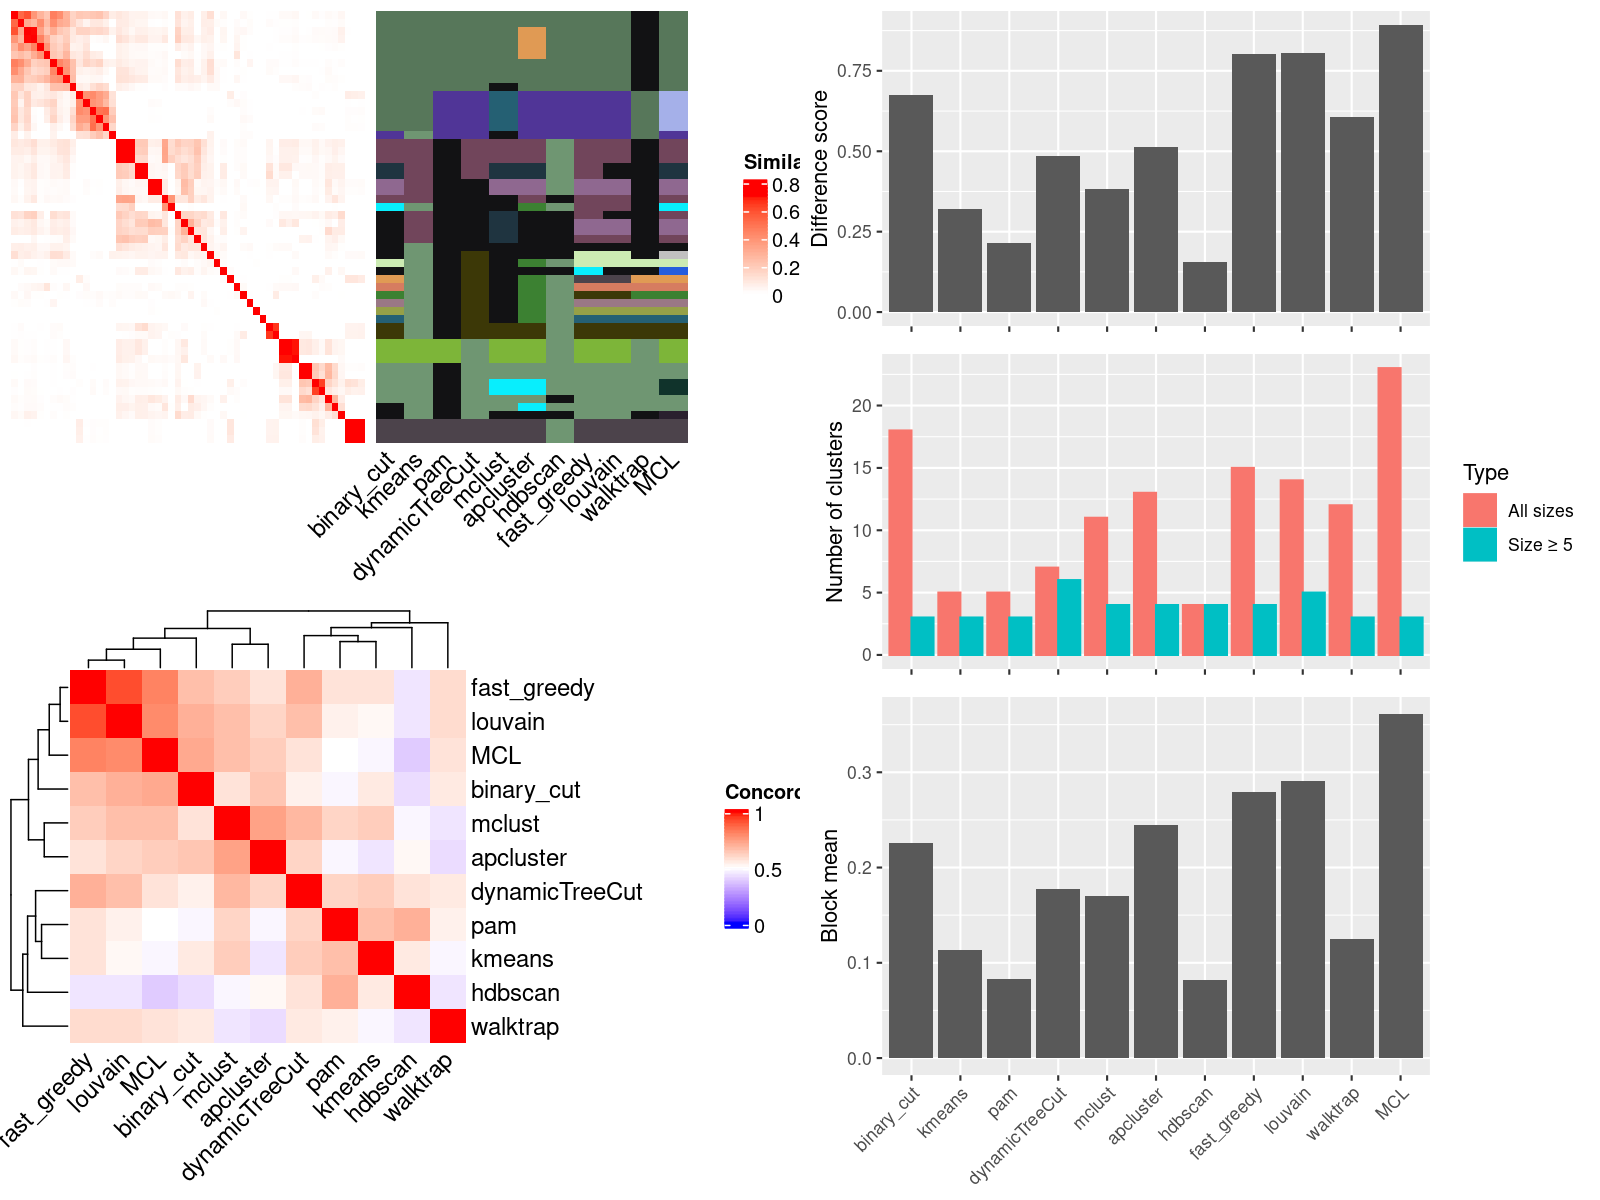 Simila
0.8
0.6
0.4
0.2
0
binary_cut
kmeans
pam
dynamicTreeCut
mclust
apcluster
hdbscan
fast_greedy
louvain
walktrap
MCL
Difference score
0.75
0.50
0.25
0.00
Number of clusters
20
15
10
5
0
Type
All sizes
Size ≥ 5
Block mean
0.3
0.2
0.1
0.0
binary_cut
kmeans
pam
dynamicTreeCut
mclust
apcluster
hdbscan
fast_greedy
louvain
walktrap
MCL
fast_greedy
louvain
MCL
binary_cut
mclust
apcluster
dynamicTreeCut
pam
kmeans
hdbscan
walktrap
fast_greedy
louvain
MCL
binary_cut
mclust
apcluster
dynamicTreeCut
pam
kmeans
hdbscan
walktrap
Concord
1
0.5
0